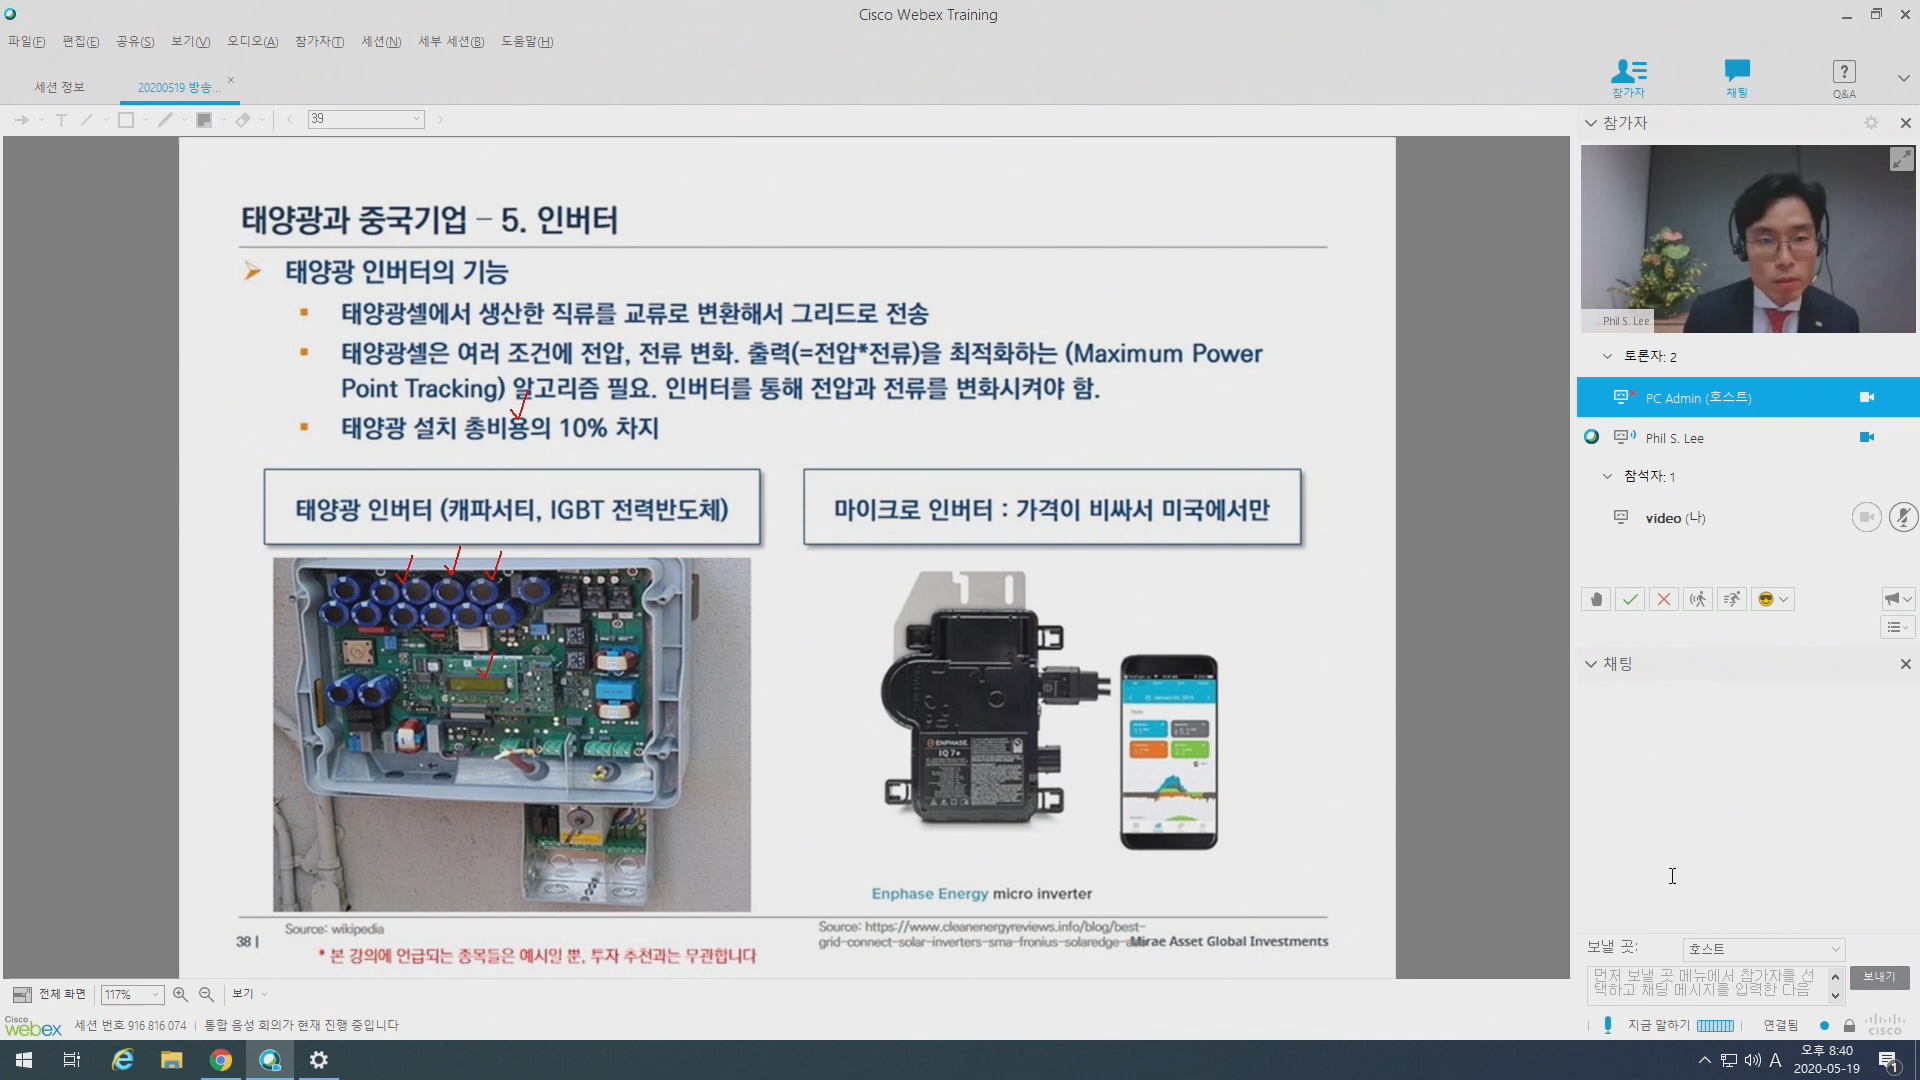 Cisco Webex Training
파일(F) 편집(E) 공유(S) 보기(V) 오디오(A) 참가자(T) 세션(N) 세부 세션(B) 도움말(H)
세션 정보
20200519 방송...
참가자
채팅
Q&A
39
태양광과 중국기업 – 5. 인버터
태양광 인버터의 기능
태양광셀에서 생산한 직류를 교류로 변환해서 그리드로 전송
태양광셀은 여러 조건에 전압, 전류 변화. 출력(=전압*전류)을 최적화하는 (Maximum Power
Point Tracking) 알고리즘 필요. 인버터를 통해 전압과 전류를 변화시켜야 함.
태양광 설치 총비용의 10% 차지
태양광 인버터 (캐파서티, IGBT 전력반도체)
마이크로 인버터 : 가격이 비싸서 미국에서만
ENPHASE
IQ 7+
Enphase Energy micro inverter
Source: wikipedia
Source: https://www.cleanenergyreviews.info/blog/best-
grid-connect-solar-inverters-sma-fronius-solaredge-
38 |
Mirae Asset Global Investments
* 본 강의에 언급되는 종목들은 예시일 뿐, 투자 추천과는 무관합니다
참가자
Phil S. Lee
토론자: 2
PC Admin (호스트)
Phil S. Lee
참석자: 1
video (나)
채팅
보낼 곳:
호스트
먼저 보낼 곳 메뉴에서 참가자를 선
택하고 채팅 메시지를 입력한 다음
보내기
전체 화면
117%
보기
Cisco
webex
세션 번호 916 816 074 | 통합 음성 회의가 현재 진행 중입니다
지금 말하기
연결됨
cisco
A
오후 8:40
2020-05-19
1